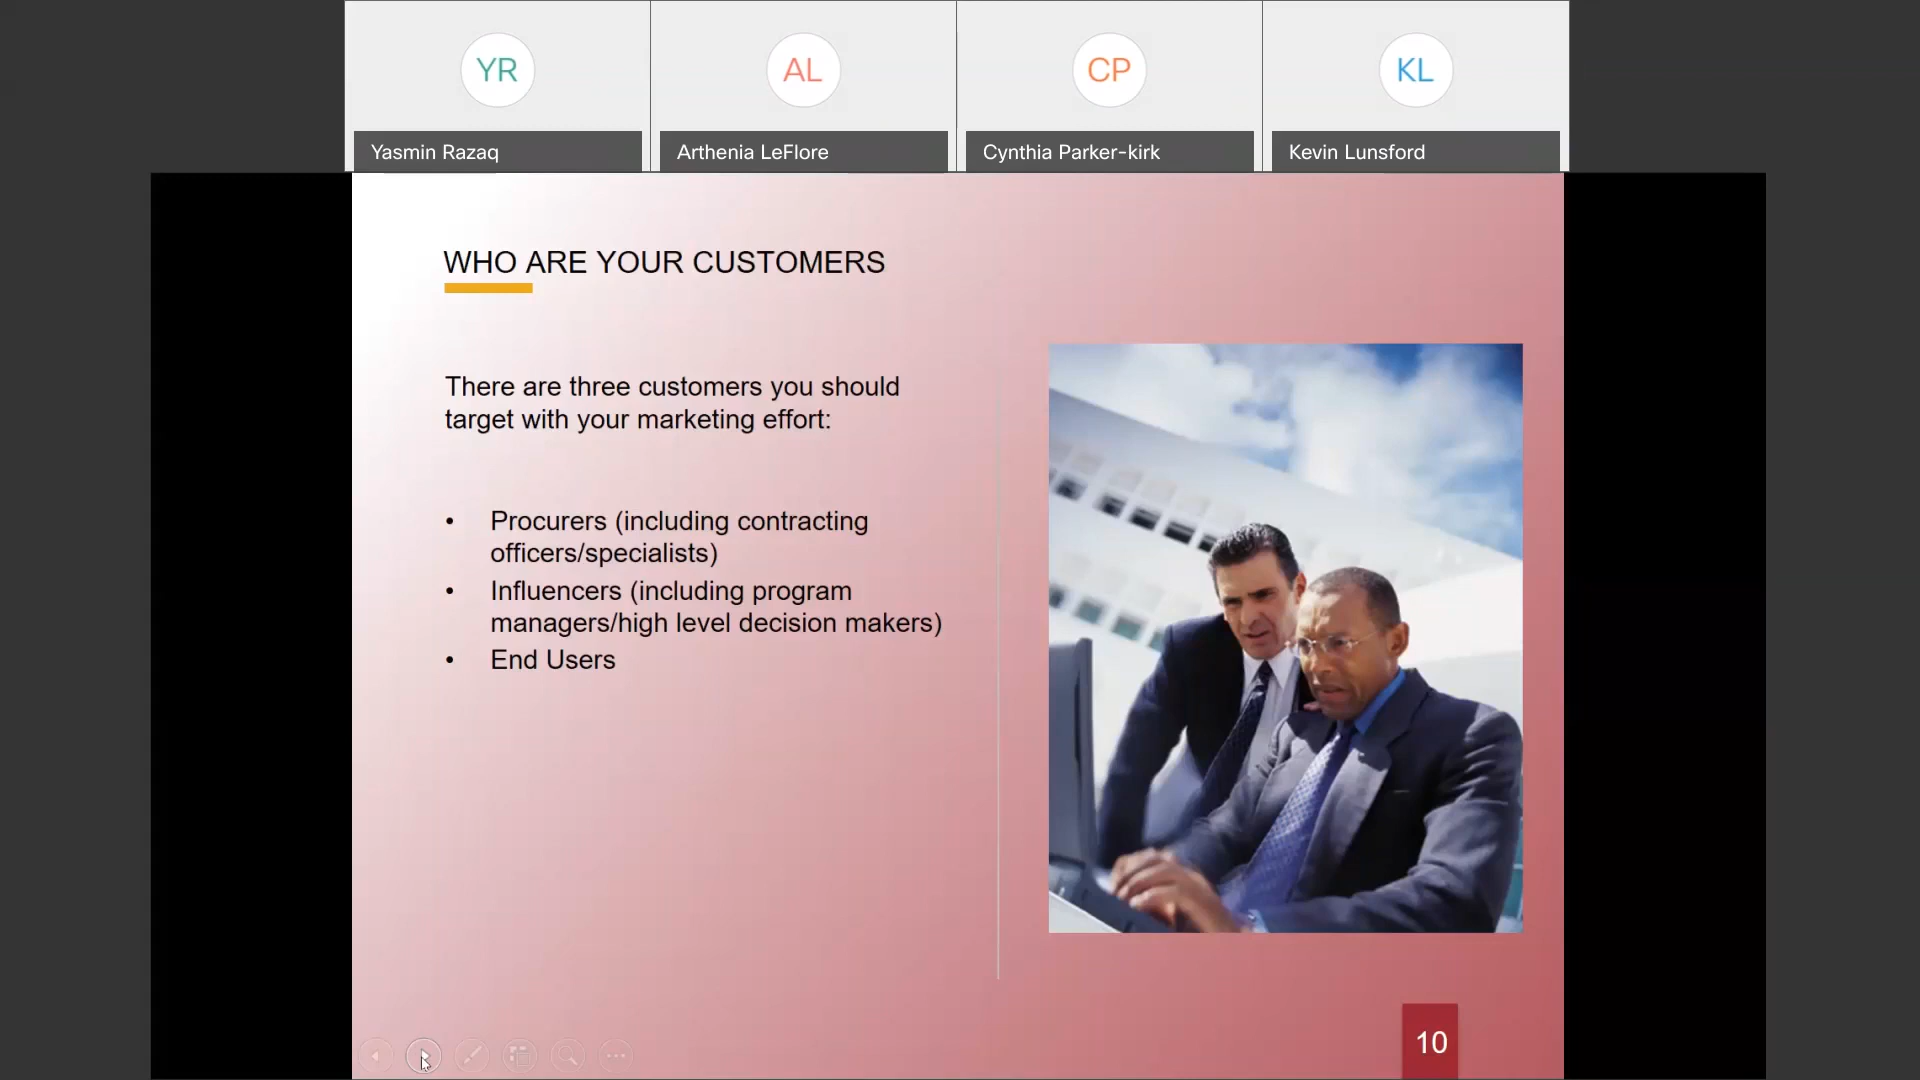 YR
AL
CP
KL
Yasmin Razaq
Arthenia LeFlore
Cynthia Parker-kirk
Kevin Lunsford
WHO ARE YOUR CUSTOMERS
There are three customers you should
target with your marketing effort:
• Procurers (including contracting
officers/specialists)
• Influencers (including program
managers/high level decision makers)
• End Users
10